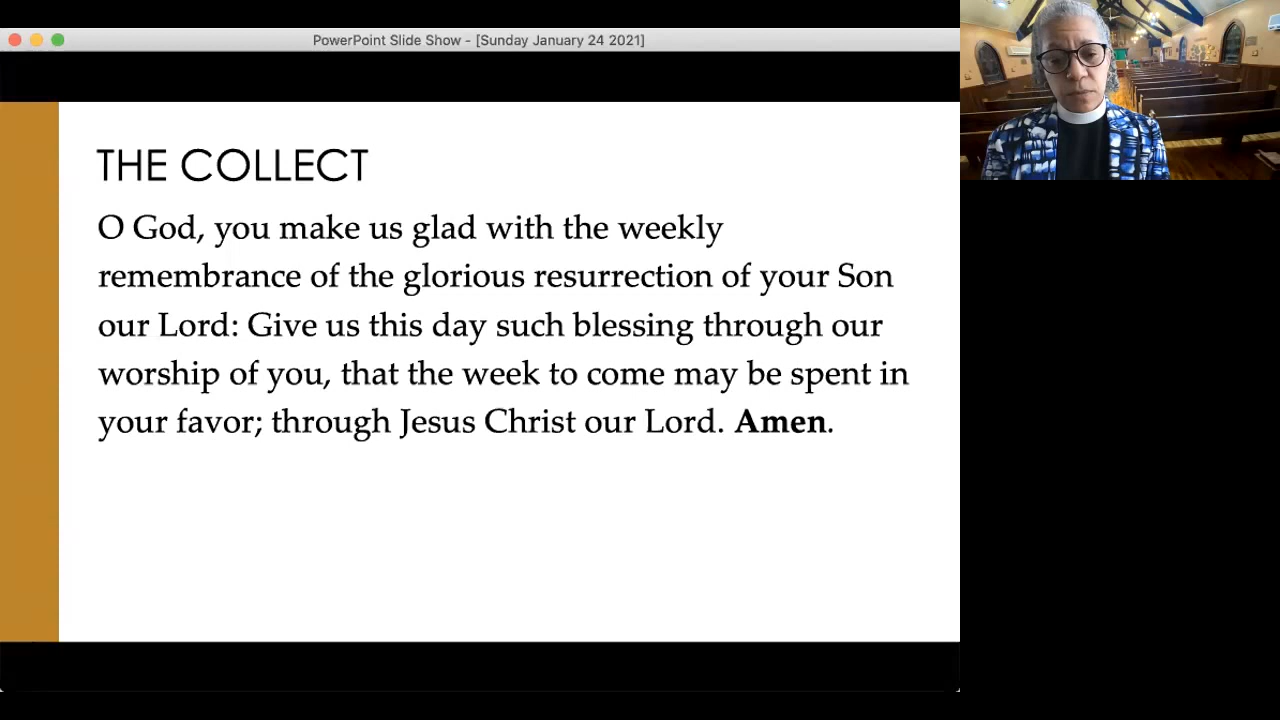 PowerPoint Slide Show - [Sunday January 24 2021]
THE COLLECT
O God, you make us glad with the weekly
remembrance of the glorious resurrection of your Son
our Lord: Give us this day such blessing through our
worship of you, that the week to come may be spent in
your favor; through Jesus Christ our Lord. Amen.